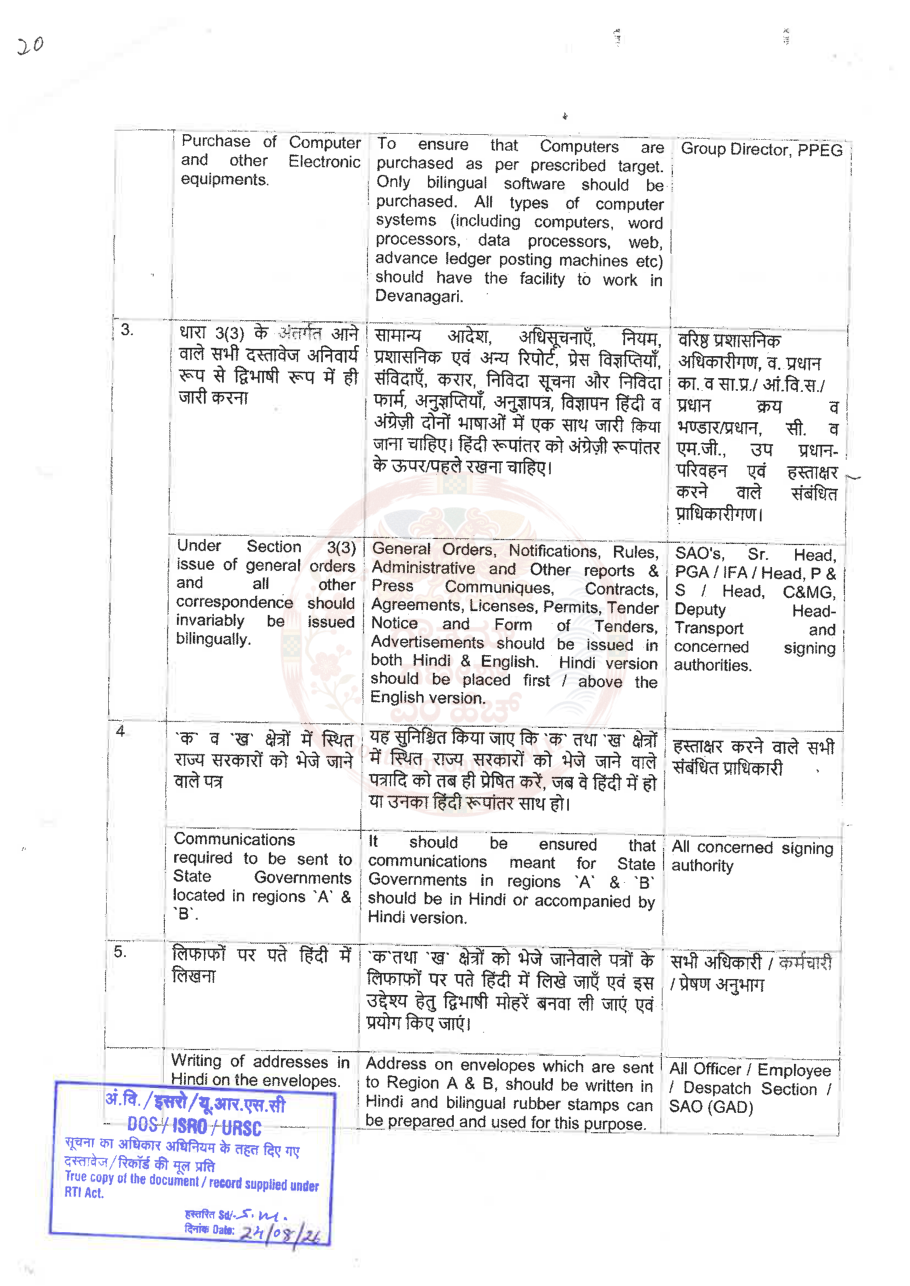 20
Purchase of Computer
and other Electronic
equipments.
To ensure that Computers are
purchased as per prescribed target.
Only bilingual software should be
purchased. All types of computer
systems (including computers, word
processors, data processors, web,
advance ledger posting machines etc)
should have the facility to work in
Devanagari.
Group Director, PPEG
3.
धारा 3(3) के अंतर्गत आने
वाले सभी दस्तावेज अनिवार्य
रूप से द्विभाषी रूप में ही
जारी करना
सामान्य आदेश, अधिसूचनाएँ, नियम,
प्रशासनिक एवं अन्य रिपोर्ट, प्रेस विज्ञप्तियाँ,
संविदाएँ, करार, निविदा सूचना और निविदा
फार्म, अनुज्ञप्तियाँ, अनुज्ञापत्र, विज्ञापन हिंदी व
अंग्रेज़ी दोनों भाषाओं में एक साथ जारी किया
जाना चाहिए। हिंदी रूपांतर को अंग्रेज़ी रूपांतर
के ऊपर/पहले रखना चाहिए।
वरिष्ठ प्रशासनिक
अधिकारीगण, व. प्रधान
का. व सा.प्र./ आं.वि.स./
प्रधान क्रय व
भण्डार/प्रधान, सी. व
एम.जी., उप प्रधान-
परिवहन एवं हस्ताक्षर
करने वाले संबंधित
प्राधिकारीगण।
Under Section 3(3)
issue of general orders
and all other
correspondence should
invariably be issued
bilingually.
General Orders, Notifications, Rules,
Administrative and Other reports &
Press Communiques, Contracts,
Agreements, Licenses, Permits, Tender
Notice and Form of Tenders,
Advertisements should be issued in
both Hindi & English. Hindi version
should be placed first / above the
English version.
SAO's, Sr. Head,
PGA / IFA / Head, P &
S / Head, C&MG,
Deputy Head-
Transport and
concerned signing
authorities.
4
`क` व `ख` क्षेत्रों में स्थित
राज्य सरकारों को भेजे जाने
वाले पत्र
यह सुनिश्चित किया जाए कि `क` तथा `ख` क्षेत्रों
में स्थित राज्य सरकारों को भेजे जाने वाले
पत्रादि को तब ही प्रेषित करें, जब वे हिंदी में हो
या उनका हिंदी रूपांतर साथ हो।
हस्ताक्षर करने वाले सभी
संबंधित प्राधिकारी
Communications
required to be sent to
State Governments
located in regions `A` &
`B`.
It should be ensured that
communications meant for State
Governments in regions `A` & `B`
should be in Hindi or accompanied by
Hindi version.
All concerned signing
authority
5.
लिफाफों पर पते हिंदी में
लिखना
`क`तथा `ख` क्षेत्रों को भेजे जानेवाले पत्रों के
लिफाफों पर पते हिंदी में लिखे जाएँ एवं इस
उद्देश्य हेतु द्विभाषी मोहरें बनवा ली जाएं एवं
प्रयोग किए जाएं।
सभी अधिकारी / कर्मचारी
/ प्रेषण अनुभाग
Writing of addresses in
Hindi on the envelopes.
Address on envelopes which are sent
to Region A & B, should be written in
Hindi and bilingual rubber stamps can
be prepared and used for this purpose.
All Officer / Employee
/ Despatch Section /
SAO (GAD)
अं.वि./इसरो/यू.आर.एस.सी
DOS/ISRO/URSC
सूचना का अधिकार अधिनियम के तहत दिए गए
दस्तावेज/रिकॉर्ड की मूल प्रति
True copy of the document / record supplied under
RTI Act.
हस्तरित Sd/- S. M.
दिनांक Date: 24/08/26